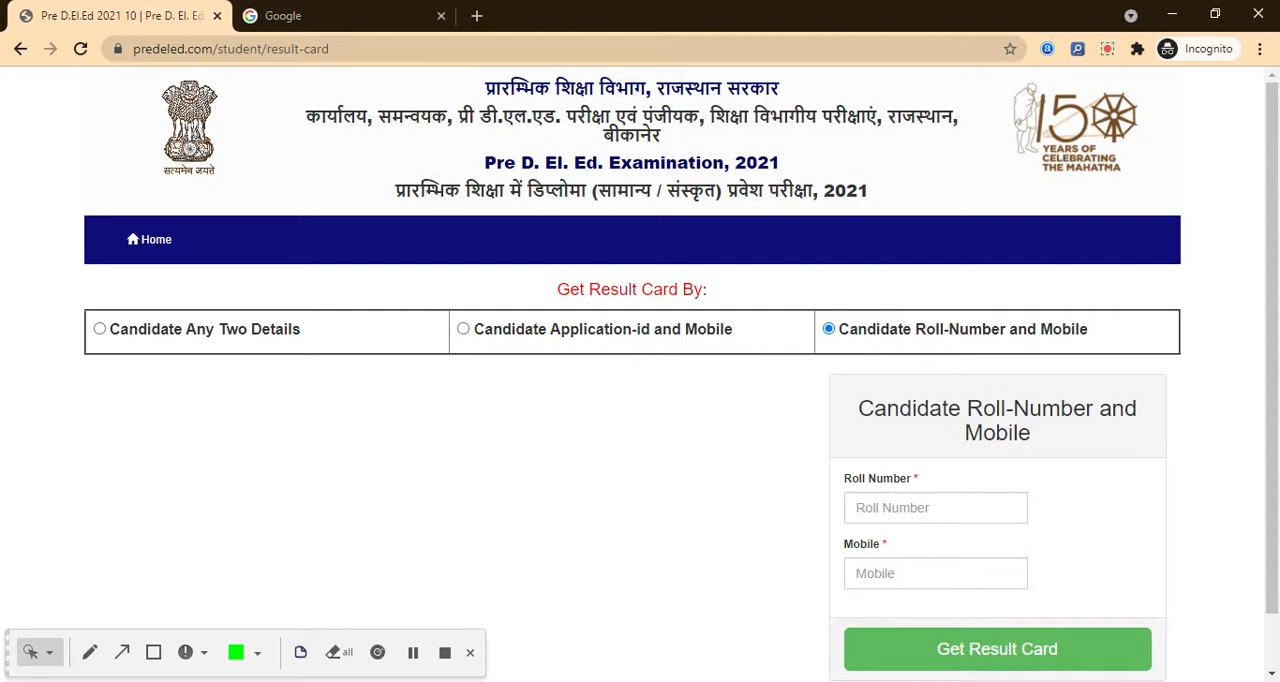 Pre D.El.Ed 2021 10 | Pre D. El. Ed
Google
predeled.com/student/result-card
Incognito
प्रारम्भिक शिक्षा विभाग, राजस्थान सरकार
कार्यालय, समन्वयक, प्री डी.एल.एड. परीक्षा एवं पंजीयक, शिक्षा विभागीय परीक्षाएं, राजस्थान,
बीकानेर
Pre D. El. Ed. Examination, 2021
प्रारम्भिक शिक्षा में डिप्लोमा (सामान्य / संस्कृत) प्रवेश परीक्षा, 2021
सत्यमेव जयते
150
YEARS OF
CELEBRATING
THE MAHATMA
Home
Get Result Card By:
Candidate Any Two Details
Candidate Application-id and Mobile
Candidate Roll-Number and Mobile
Candidate Roll-Number and
Mobile
Roll Number *
Roll Number
Mobile *
Mobile
Get Result Card
all